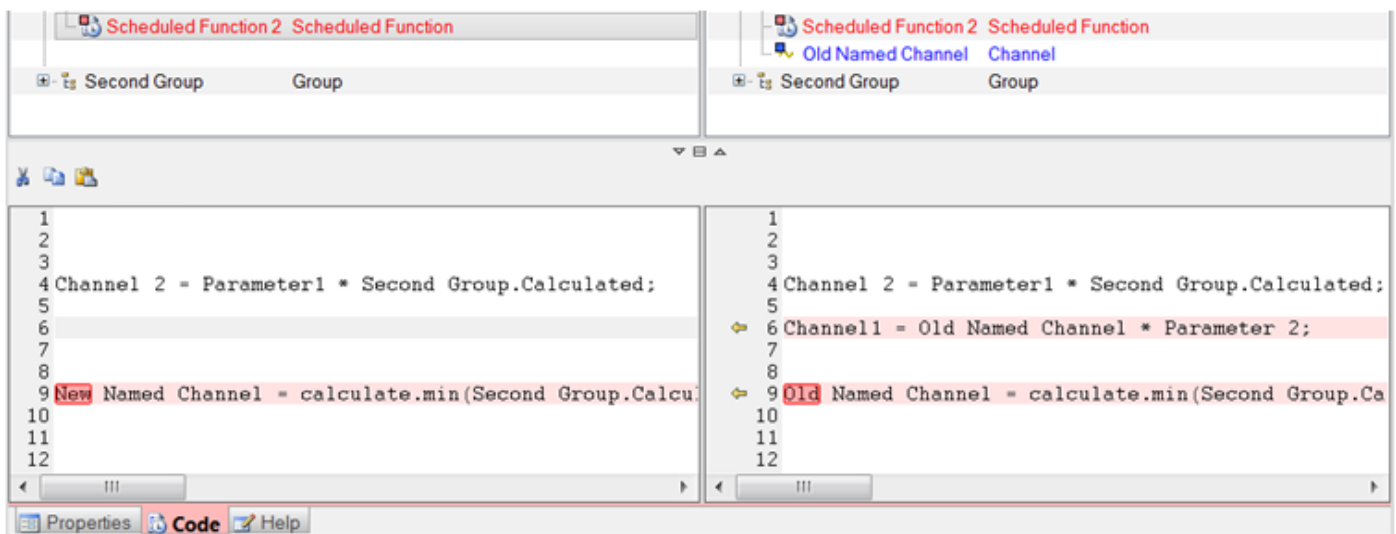 Scheduled Function 2 Scheduled Function
Second Group Group
Scheduled Function 2 Scheduled Function
Old Named Channel Channel
Second Group Group
1
2
3
4 Channel 2 = Parameter1 * Second Group.Calculated;
5
6
7
8
9 New Named Channel = calculate.min(Second Group.Calcu
10
11
12
1
2
3
4 Channel 2 = Parameter1 * Second Group.Calculated;
5
6 Channel1 = Old Named Channel * Parameter 2;
7
8
9 Old Named Channel = calculate.min(Second Group.Ca
10
11
12
Properties Code Help